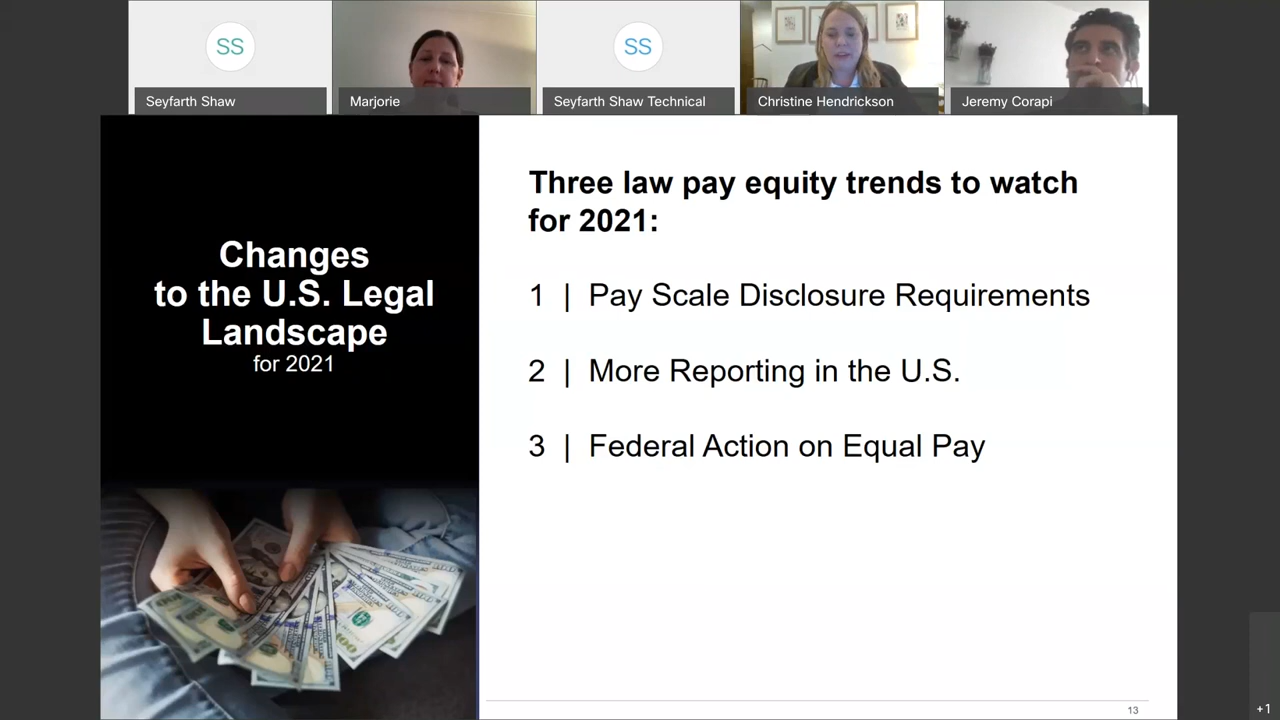 SS
Seyfarth Shaw
Marjorie
SS
Seyfarth Shaw Technical
Christine Hendrickson
Jeremy Corapi
Changes
to the U.S. Legal
Landscape
for 2021
Three law pay equity trends to watch
for 2021:
1 | Pay Scale Disclosure Requirements
2 | More Reporting in the U.S.
3 | Federal Action on Equal Pay
100
13
+1